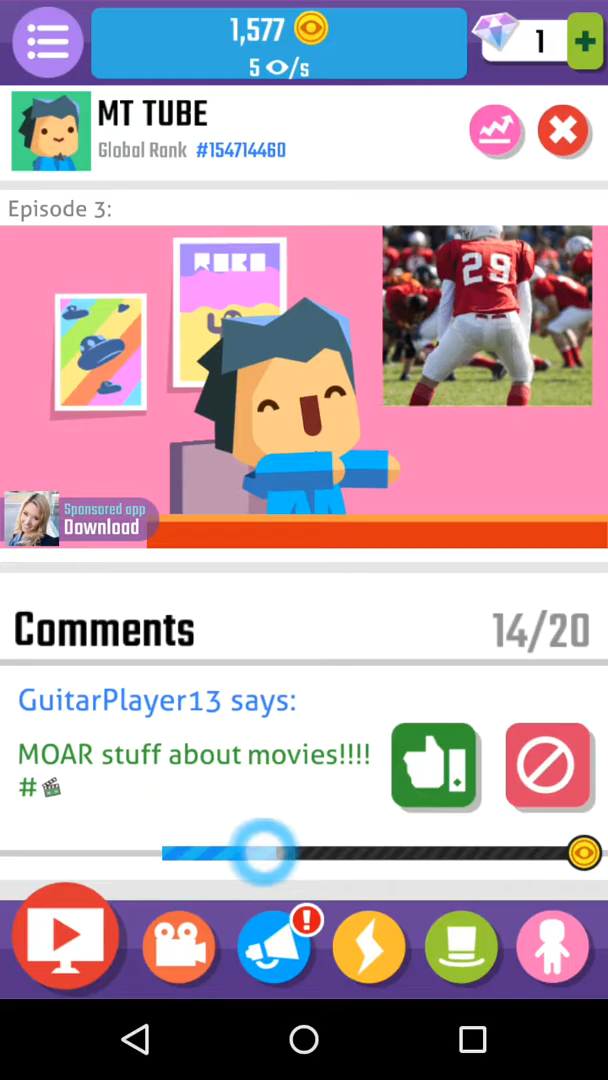 1,577
5 /s
1
MT TUBE
Global Rank #154714460
Episode 3:
29
Sponsored app
Download
Comments 14/20
GuitarPlayer13 says:
MOAR stuff about movies!!!!
#🎬
!